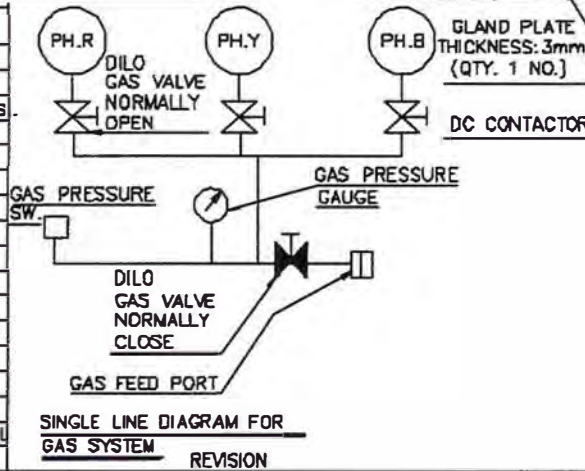 PH.R
PH.Y
PH.B
GLAND PLATE
THICKNESS: 3mm
(QTY. 1 NO.)
DILO
GAS VALVE
NORMALLY
OPEN
DC CONTACTOR
GAS PRESSURE
SW.
GAS PRESSURE
GAUGE
DILO
GAS VALVE
NORMALLY
CLOSE
GAS FEED PORT
SINGLE LINE DIAGRAM FOR
GAS SYSTEM
REVISION